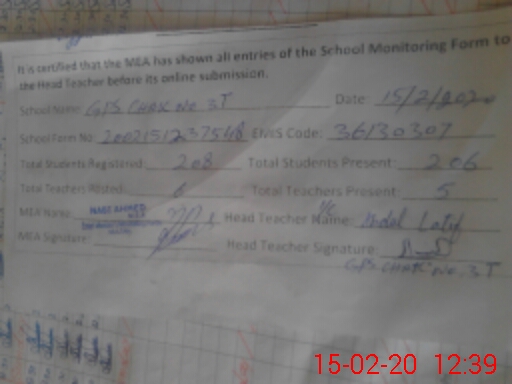 It is certified that the MEA has shown all entries of the School Monitoring Form to
the Head Teacher before its online submission.
School Name: GPS CHAK No. 3T Date: 15/2/2020
School Form No: EMIS Code: 36130307
Total Students Registered: 208 Total Students Present: 206
Total Teachers Posted: 6 Total Teachers Present: 5
MEA Name: Head Teacher Name: Abdul Latif
MEA Signature: Head Teacher Signature:
GPS CHAK No. 3T
15-02-20 12:39